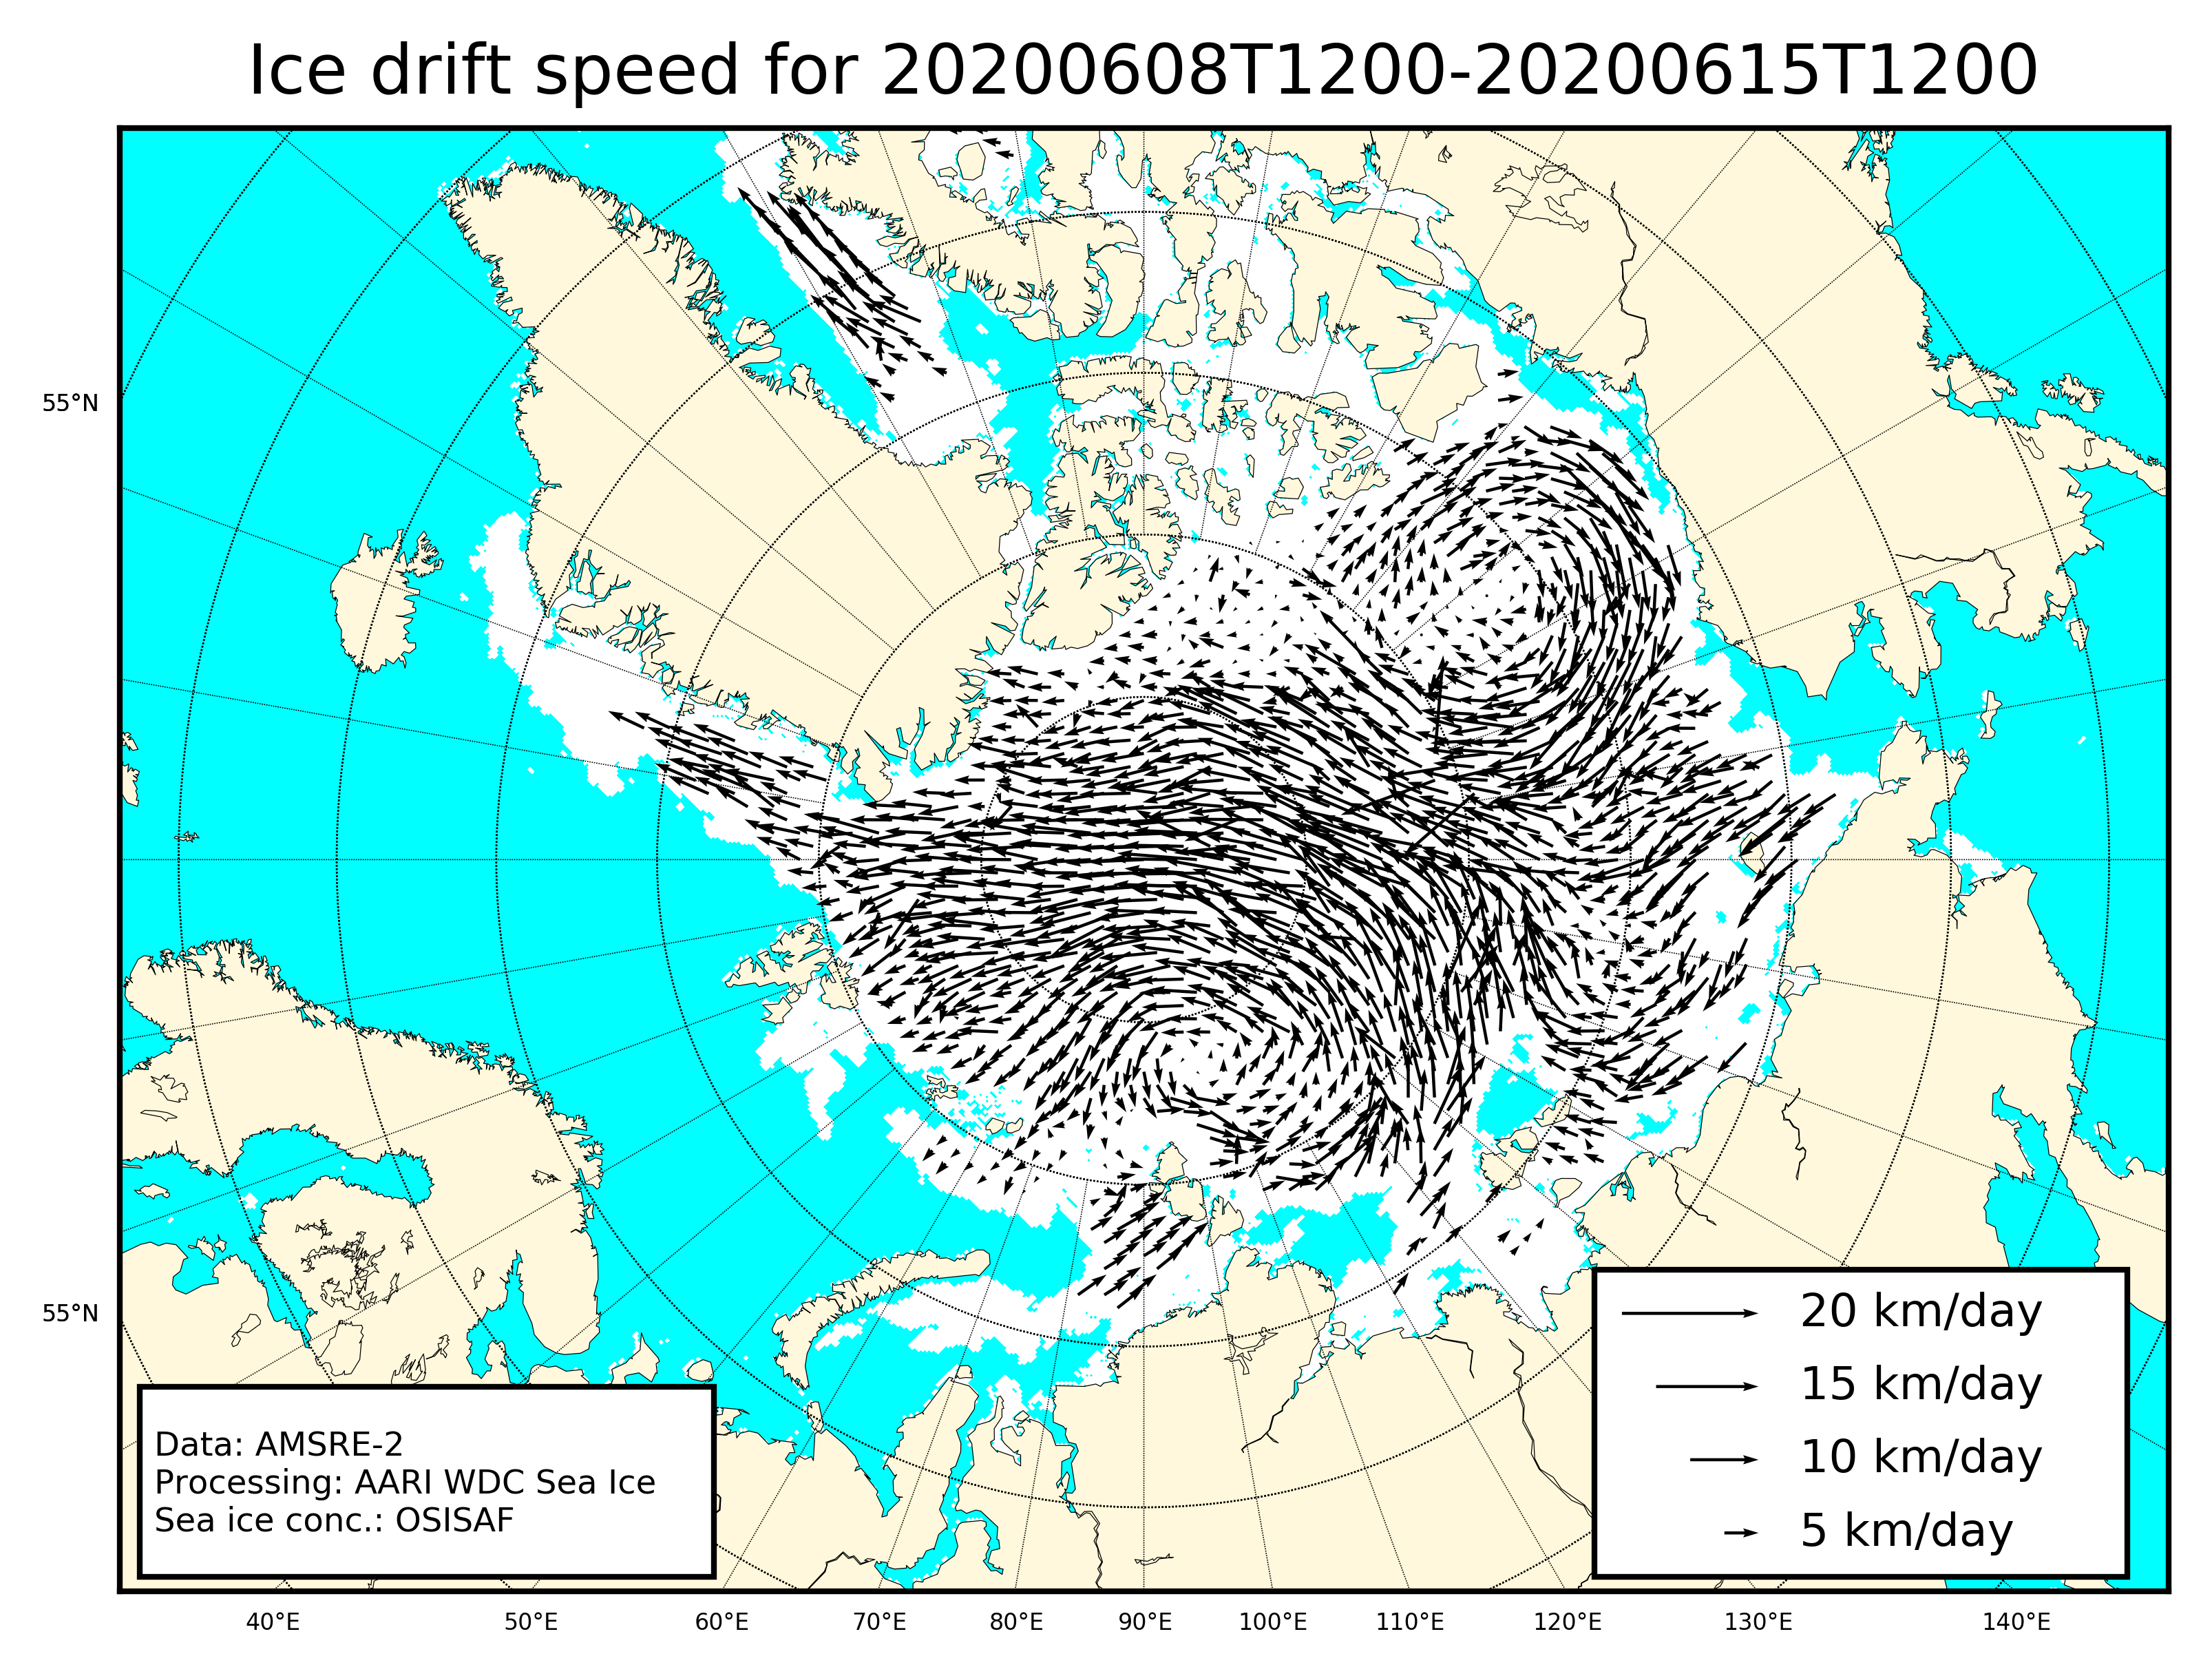 Ice drift speed for 20200608T1200-20200615T1200
55°N
55°N
20 km/day
15 km/day
10 km/day
5 km/day
Data: AMSRE-2
Processing: AARI WDC Sea Ice
Sea ice conc.: OSISAF
40°E
50°E
60°E
70°E
80°E
90°E
100°E
110°E
120°E
130°E
140°E